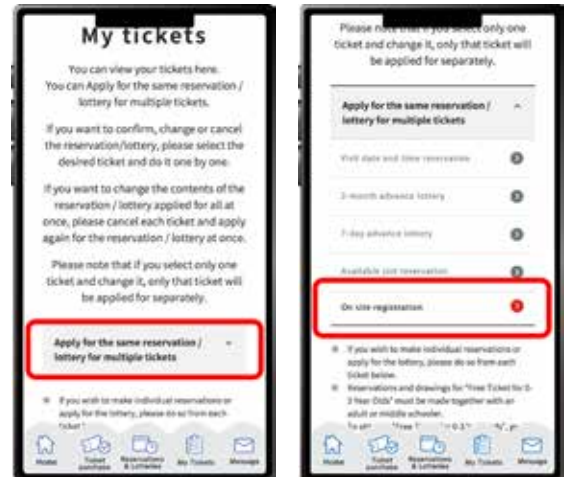 My tickets
You can view your tickets here.
You can Apply for the same reservation /
lottery for multiple tickets.
If you want to confirm, change or cancel
the reservation/lottery, please select the
desired ticket and do it one by one.
If you want to change the contents of the
reservation / lottery applied for all at
once, please cancel each ticket and apply
again for the reservation / lottery at once.
Please note that if you select only one
ticket and change it, only that ticket will
be applied for separately.
Apply for the same reservation /
lottery for multiple tickets
※ If you wish to make individual reservations or
apply for the lottery, please do so from each
ticket
Home
Ticket
purchase
Reservations
& Lotteries
My Tickets
Message
Please note that if you select only one
ticket and change it, only that ticket will
be applied for separately.
Apply for the same reservation /
lottery for multiple tickets
Visit date and time reservation
2-month advance lottery
7-day advance lottery
Available slot reservation
On site registration
※ If you wish to make individual reservations or
apply for the lottery, please do so from each
ticket below.
※ Reservations and drawings for "Free Ticket for 0-
3 Year Olds" must be made together with an
adult or middle schooler.
Home
Ticket
purchase
Reservations
& Lotteries
My Tickets
Message